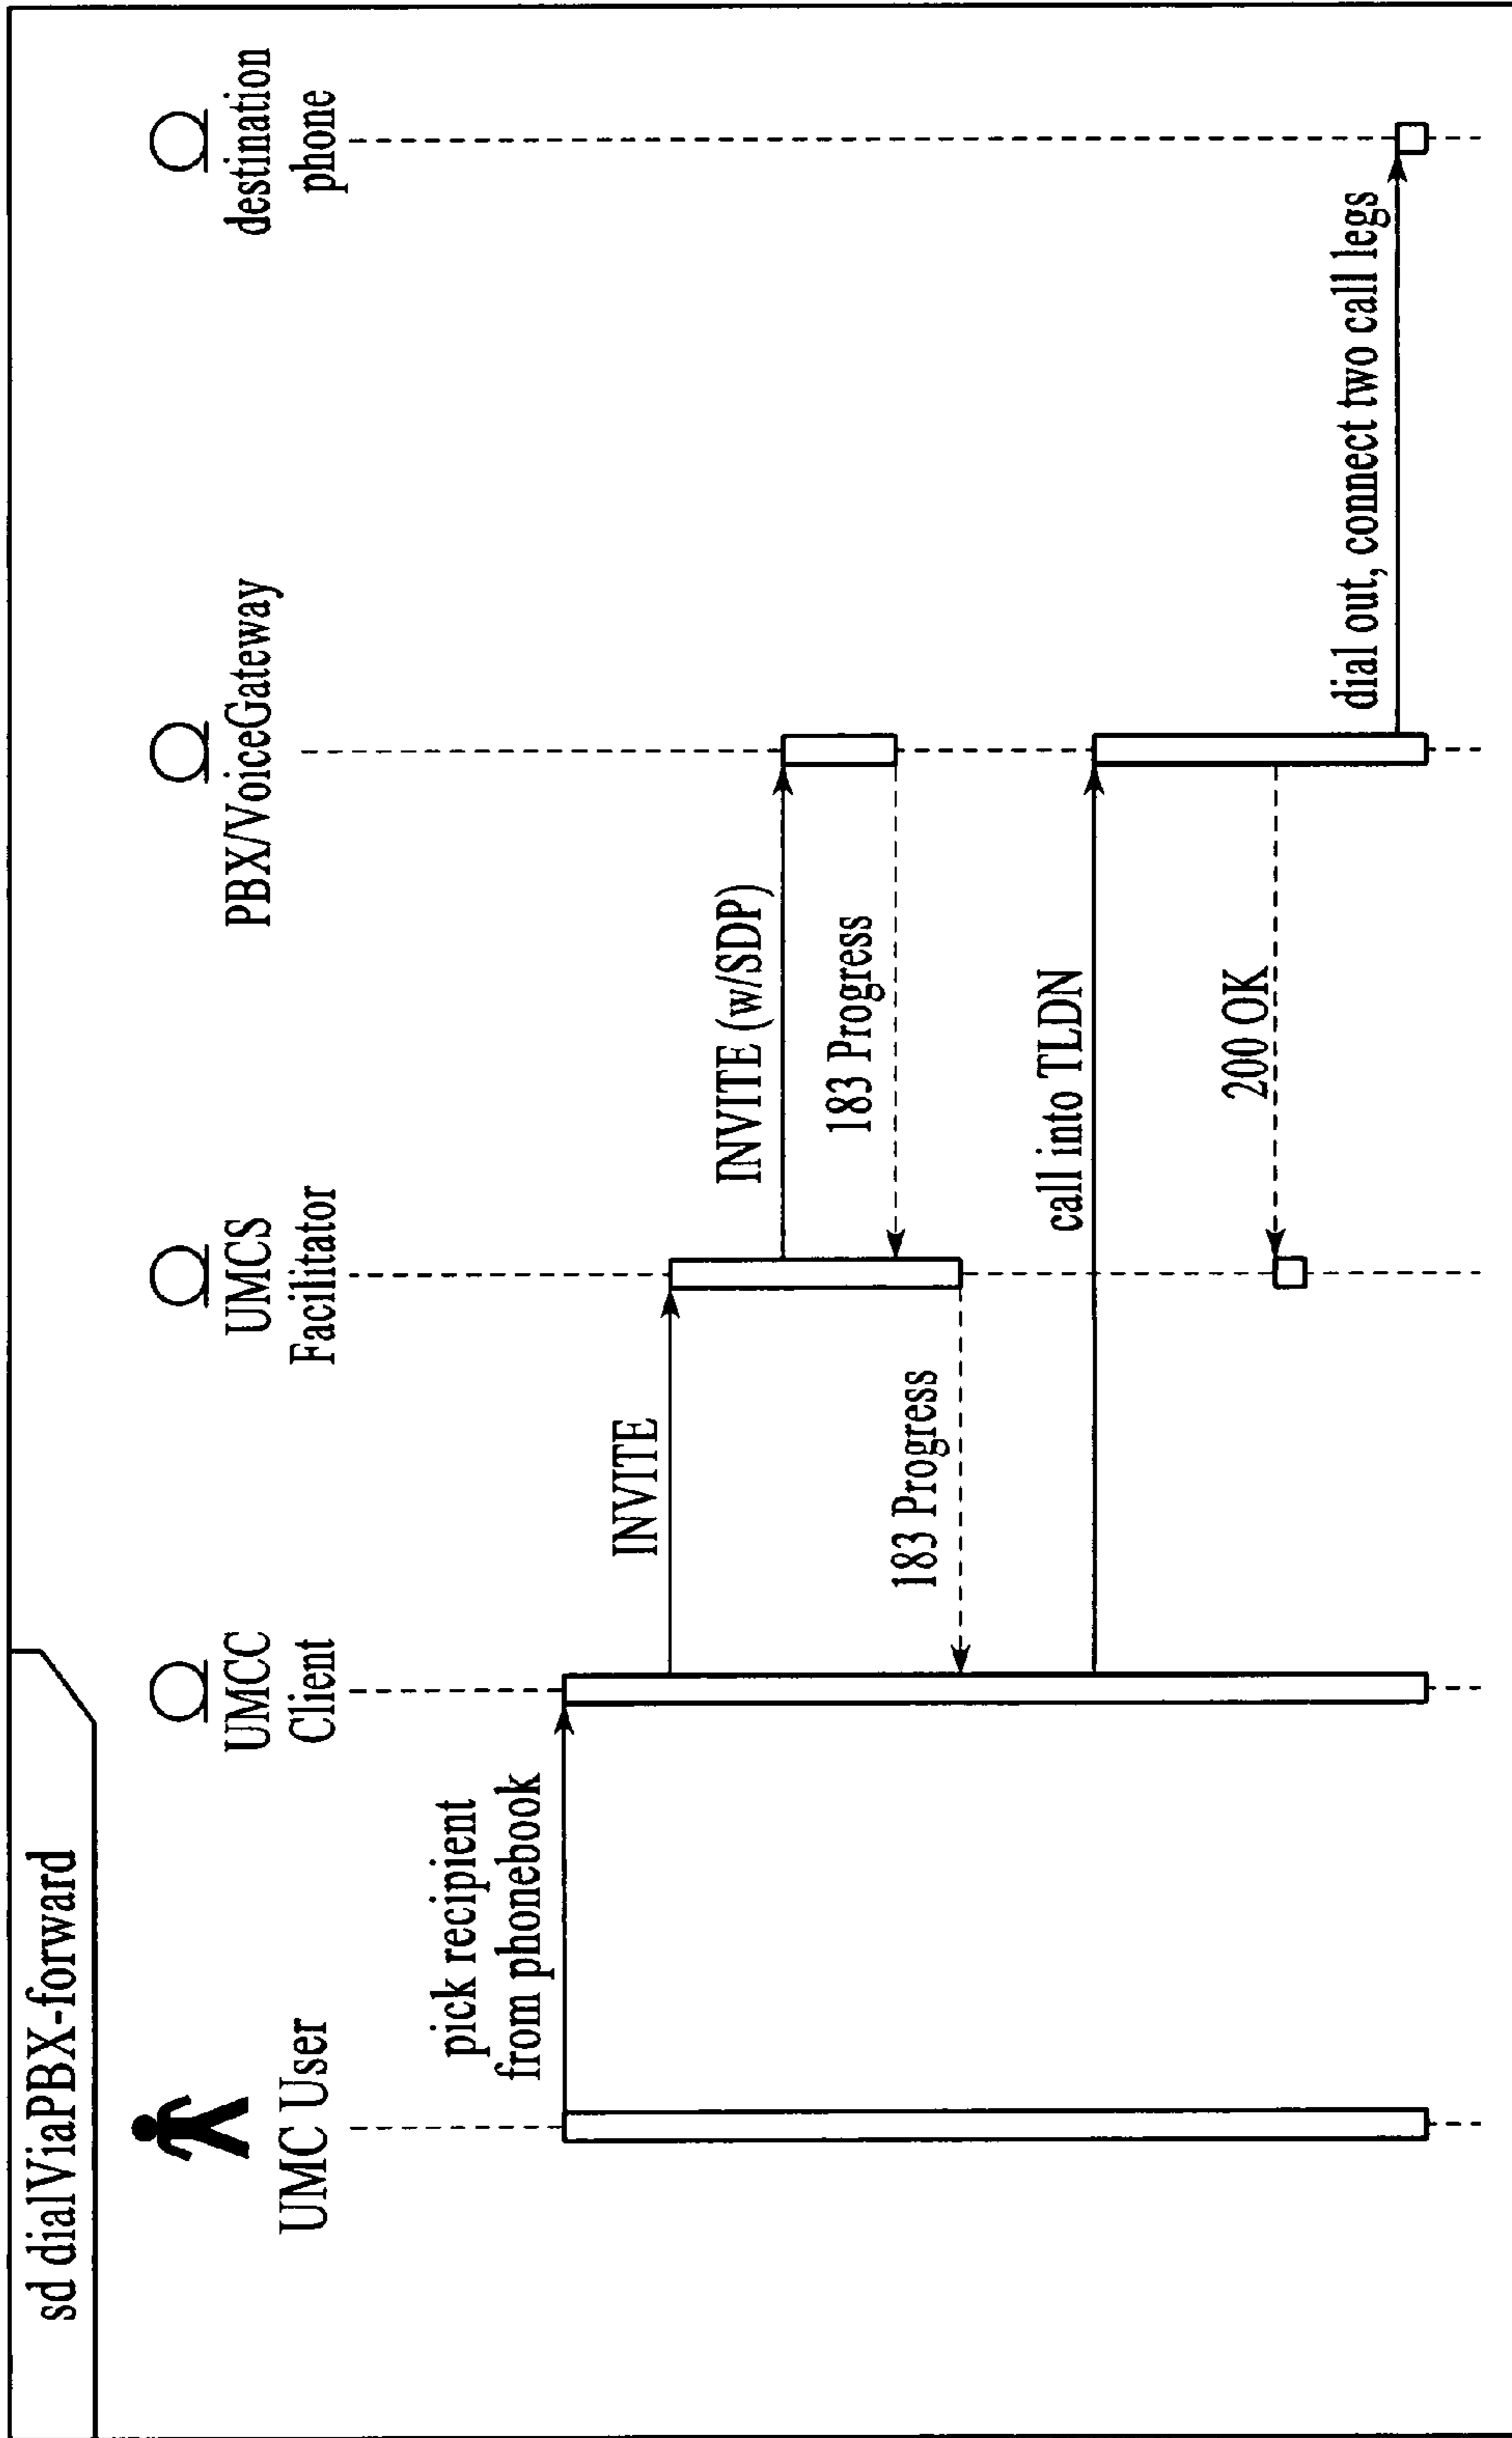 sd dialViaPBX-forward
UMC User
UMCC
Client
UMCS
Facilitator
PBX/VoiceGateway
destination
phone
pick recipient
from phonebook
INVITE
INVITE (w/SDP)
183 Progress
183 Progress
call into TLDN
200 OK
dial out, connect two call legs